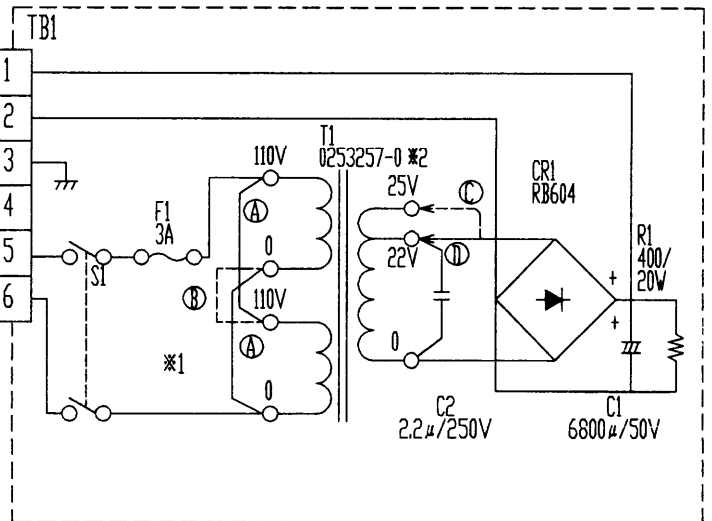 TB1
1
2
3
4
5
6
S1
F1
3A
110V
0
110V
0
A
B
A
※1
T1
0253257-0 ※2
25V
22V
0
C
D
C2
2.2μ/250V
CR1
RB604
R1
400/
20W
+
+
C1
6800μ/50V